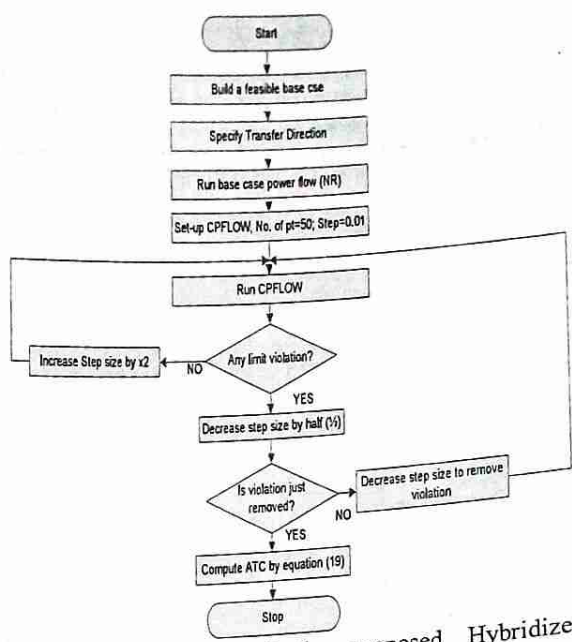 Start
Build a feasible base cse
Specify Transfer Direction
Run base case power flow (NR)
Set-up CPFLOW, No. of pt=50; Step=0.01
Run CPFLOW
Any limit violation?
NO
Increase Step size by x2
YES
Decrease step size by half (½)
Is violation just
removed?
NO
Decrease step size to remove
violation
YES
Compute ATC by equation (19)
Stop
Hybridize